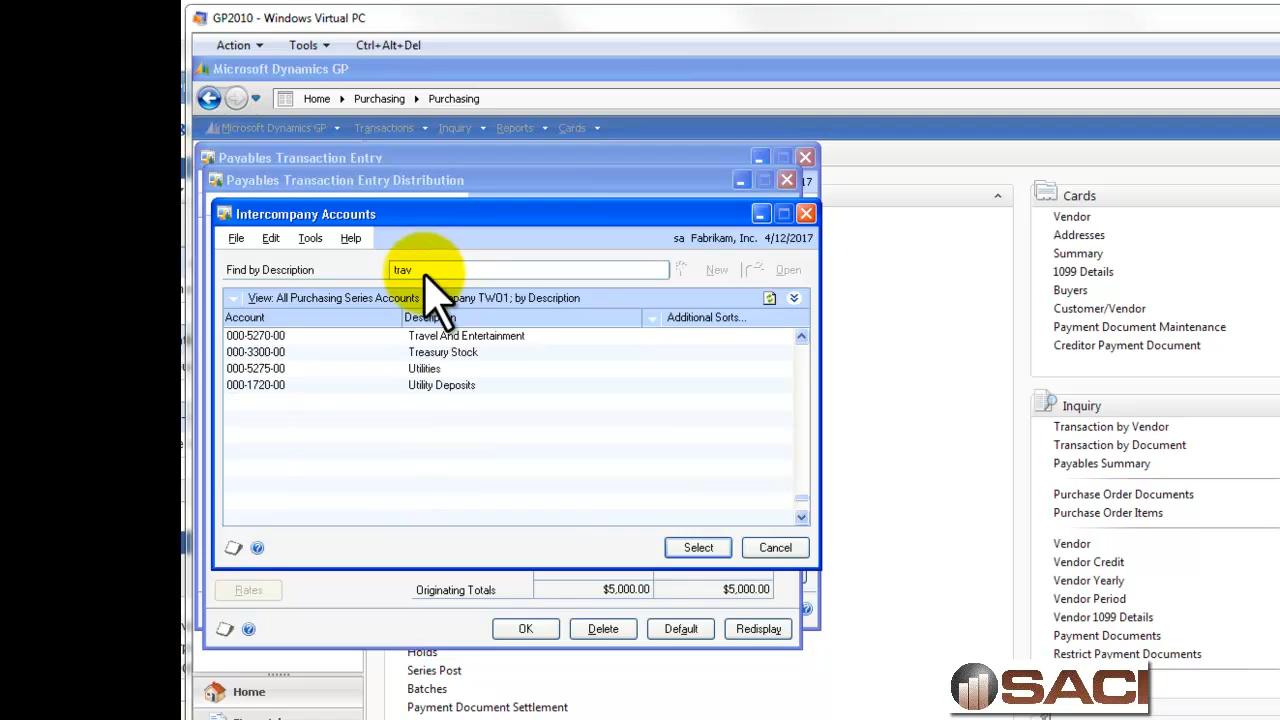 GP2010 - Windows Virtual PC
Action Tools Ctrl+Alt+Del
Microsoft Dynamics GP
Home Purchasing Purchasing
Microsoft Dynamics GP Transactions Inquiry Reports Cards
Payables Transaction Entry
Payables Transaction Entry Distribution
17
Intercompany Accounts
File Edit Tools Help sa Fabrikam, Inc. 4/12/2017
Find by Description trav New Open
View: All Purchasing Series Accounts TWO1; by Description
Account Additional Sorts...
000-5270-00 Travel And Entertainment
000-3300-00 Treasury Stock
000-5275-00 Utilities
000-1720-00 Utility Deposits
Select Cancel
Rates Originating Totals $5,000.00 $5,000.00
OK Delete Default Redisplay
Holds
Series Post
Batches
Payment Document Settlement
Home
Cards
Vendor
Addresses
Summary
1099 Details
Buyers
Customer/Vendor
Payment Document Maintenance
Creditor Payment Document
Inquiry
Transaction by Vendor
Transaction by Document
Payables Summary
Purchase Order Documents
Purchase Order Items
Vendor
Vendor Credit
Vendor Yearly
Vendor Period
Vendor 1099 Details
Payment Documents
Restrict Payment Documents
SACI